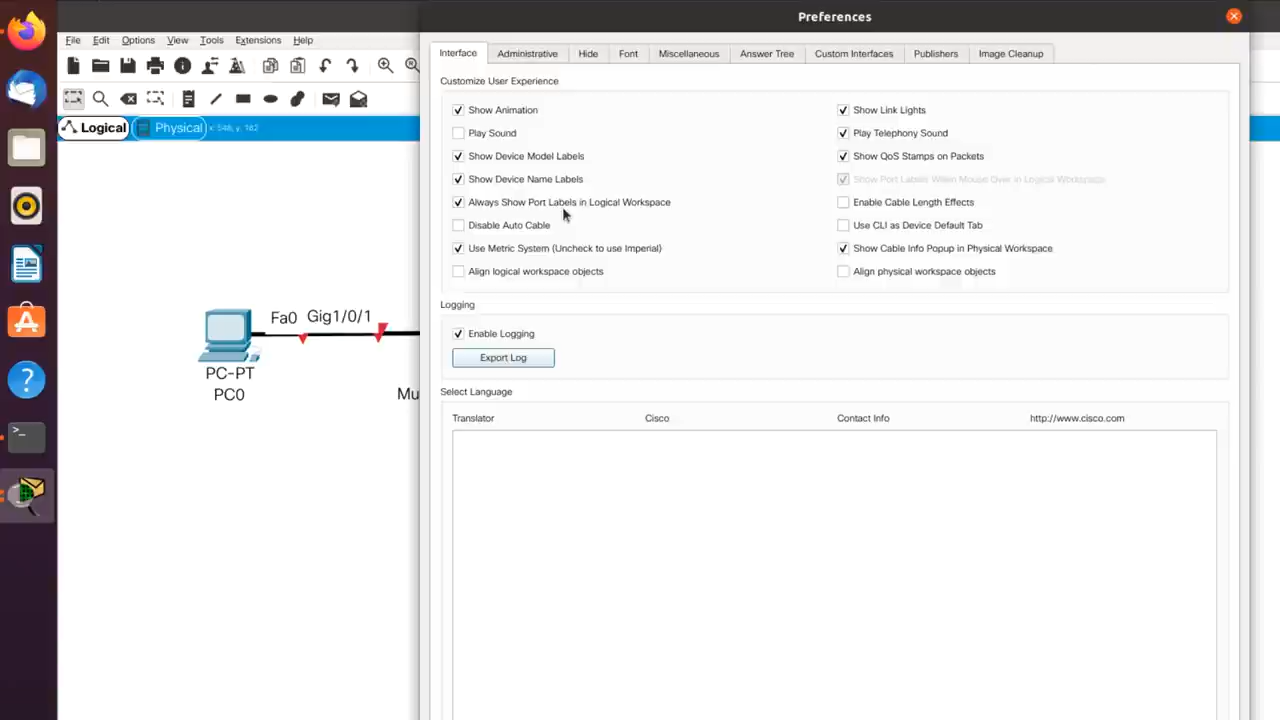 Preferences
File Edit Options View Tools Extensions Help
Interface Administrative Hide Font Miscellaneous Answer Tree Custom Interfaces Publishers Image Cleanup
Customize User Experience
Show Animation Show Link Lights
Play Sound Play Telephony Sound
Logical Physical x: 548, y: 162
Show Device Model Labels Show QoS Stamps on Packets
Show Device Name Labels Show Port Labels When Mouse Over in Logical Workspace
Always Show Port Labels in Logical Workspace Enable Cable Length Effects
Disable Auto Cable Use CLI as Device Default Tab
Use Metric System (Uncheck to use Imperial) Show Cable Info Popup in Physical Workspace
Align logical workspace objects Align physical workspace objects
Logging
Fa0 Gig1/0/1
Enable Logging
Export Log
PC-PT
PC0
Mu
Select Language
Translator Cisco Contact Info http://www.cisco.com